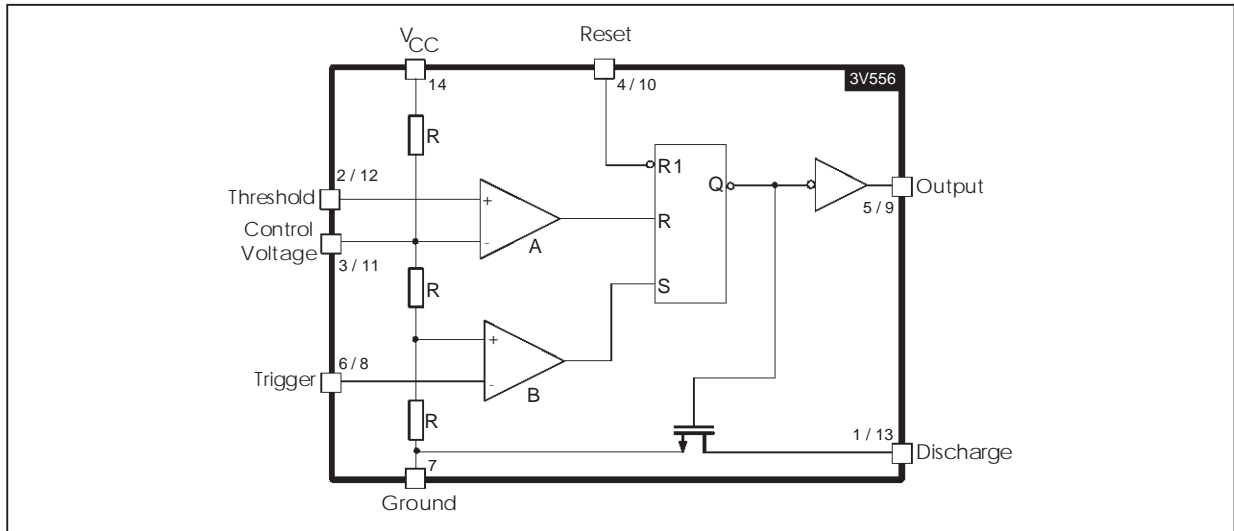 VCC
Reset
14
4 / 10
3V556
R
R1
2 / 12
Threshold
+
Q
Output
5 / 9
Control
Voltage
-
A
R
3 / 11
R
S
+
6 / 8
Trigger
-
B
R
1 / 13
Discharge
7
Ground